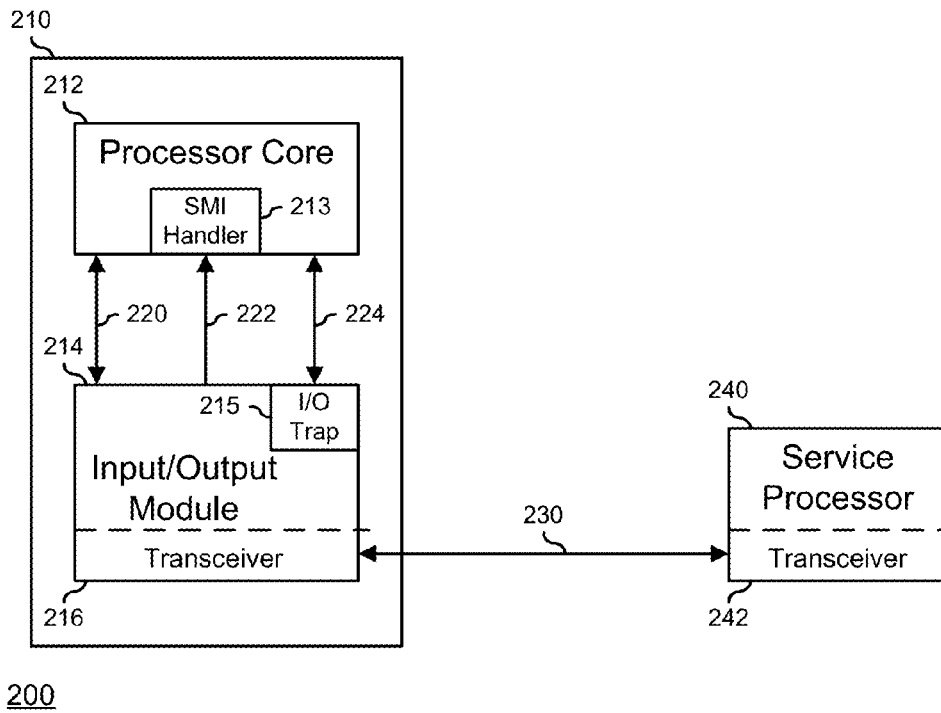 210
212
Processor Core
SMI
Handler
213
220
222
224
214
215
I/O
Trap
Input/Output
Module
Transceiver
216
230
240
Service
Processor
Transceiver
242
200